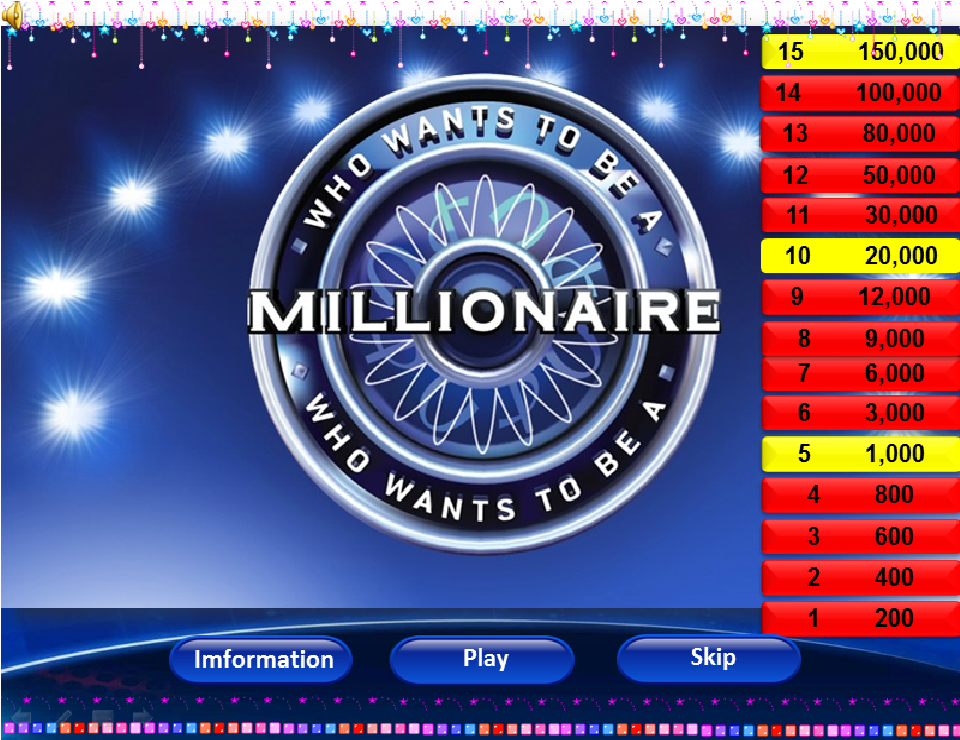 WHO WANTS TO BE A
MILLIONAIRE
WHO WANTS TO BE A
15 150,000
14 100,000
13 80,000
12 50,000
11 30,000
10 20,000
9 12,000
8 9,000
7 6,000
6 3,000
5 1,000
4 800
3 600
2 400
1 200
Imformation
Play
Skip